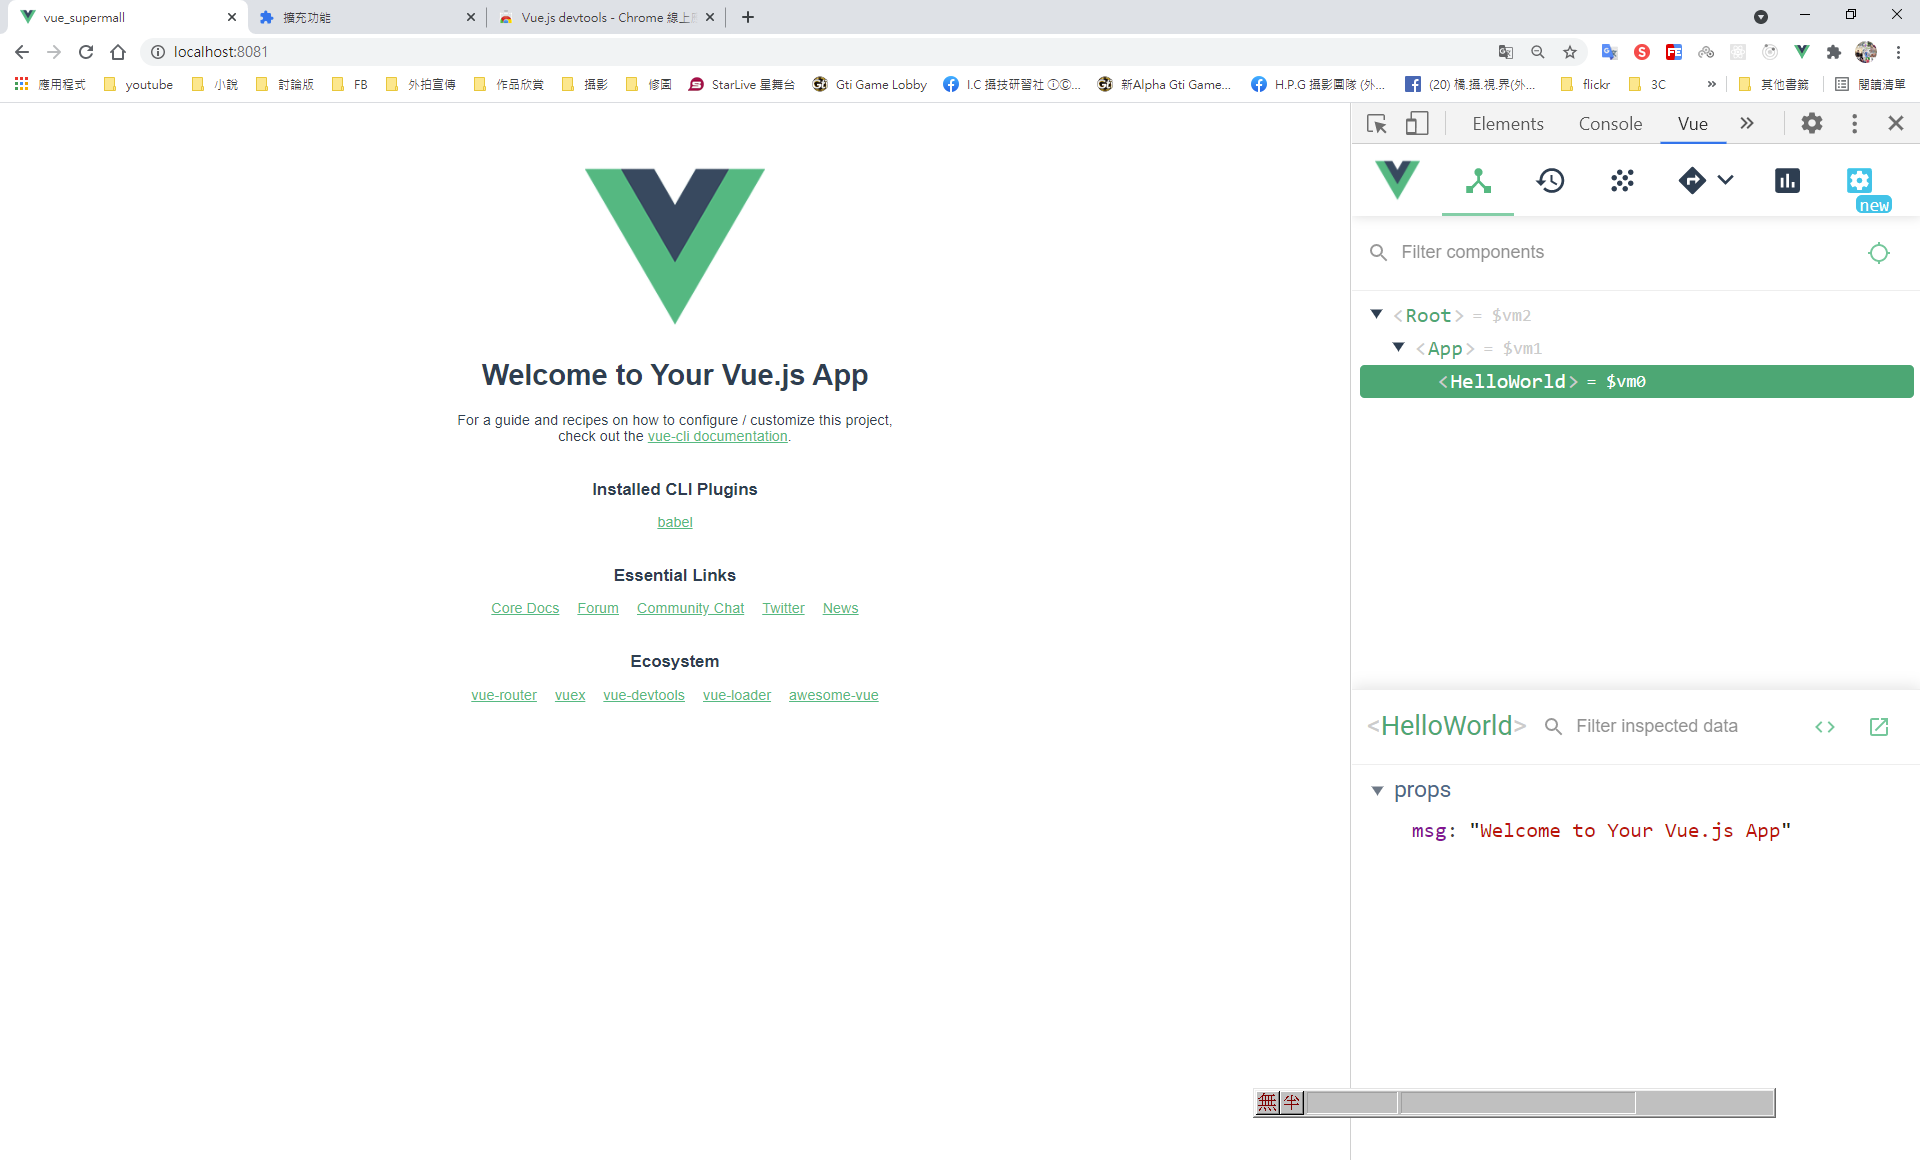 vue_supermall
擴充功能
Vue.js devtools - Chrome 線上
localhost:8081
應用程式
youtube
小說
討論版
FB
外拍宣傳
作品欣賞
攝影
修圖
StarLive 星舞台
Gti Game Lobby
I.C 攝技研習社 ①©...
新Alpha Gti Game...
H.P.G 攝影團隊 (外...
(20) 橘.攝.視.界(外...
flickr
3C
»
其他書籤
閱讀清單
Elements
Console
Vue
new
Filter components
<Root> = $vm2
<App> = $vm1
<HelloWorld> = $vm0
Welcome to Your Vue.js App
For a guide and recipes on how to configure / customize this project,
check out the vue-cli documentation.
Installed CLI Plugins
babel
Essential Links
Core Docs Forum Community Chat Twitter News
Ecosystem
vue-router vuex vue-devtools vue-loader awesome-vue
<HelloWorld>
Filter inspected data
props
msg: "Welcome to Your Vue.js App"
無 半